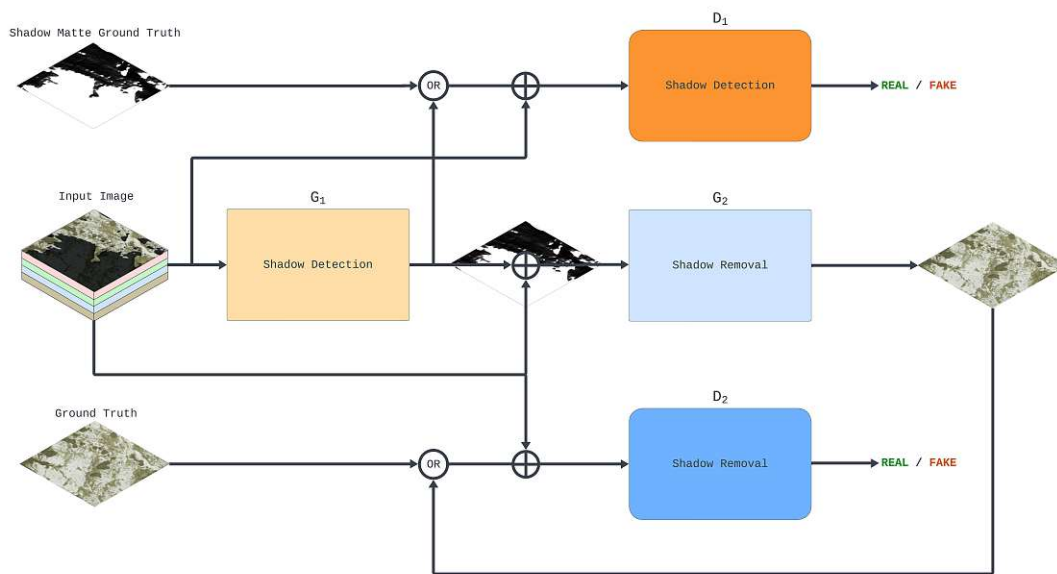 D₁
Shadow Matte Ground Truth
OR
Shadow Detection
REAL / FAKE
Input Image
G₁
G₂
Shadow Detection
Shadow Removal
D₂
Ground Truth
OR
Shadow Removal
REAL / FAKE